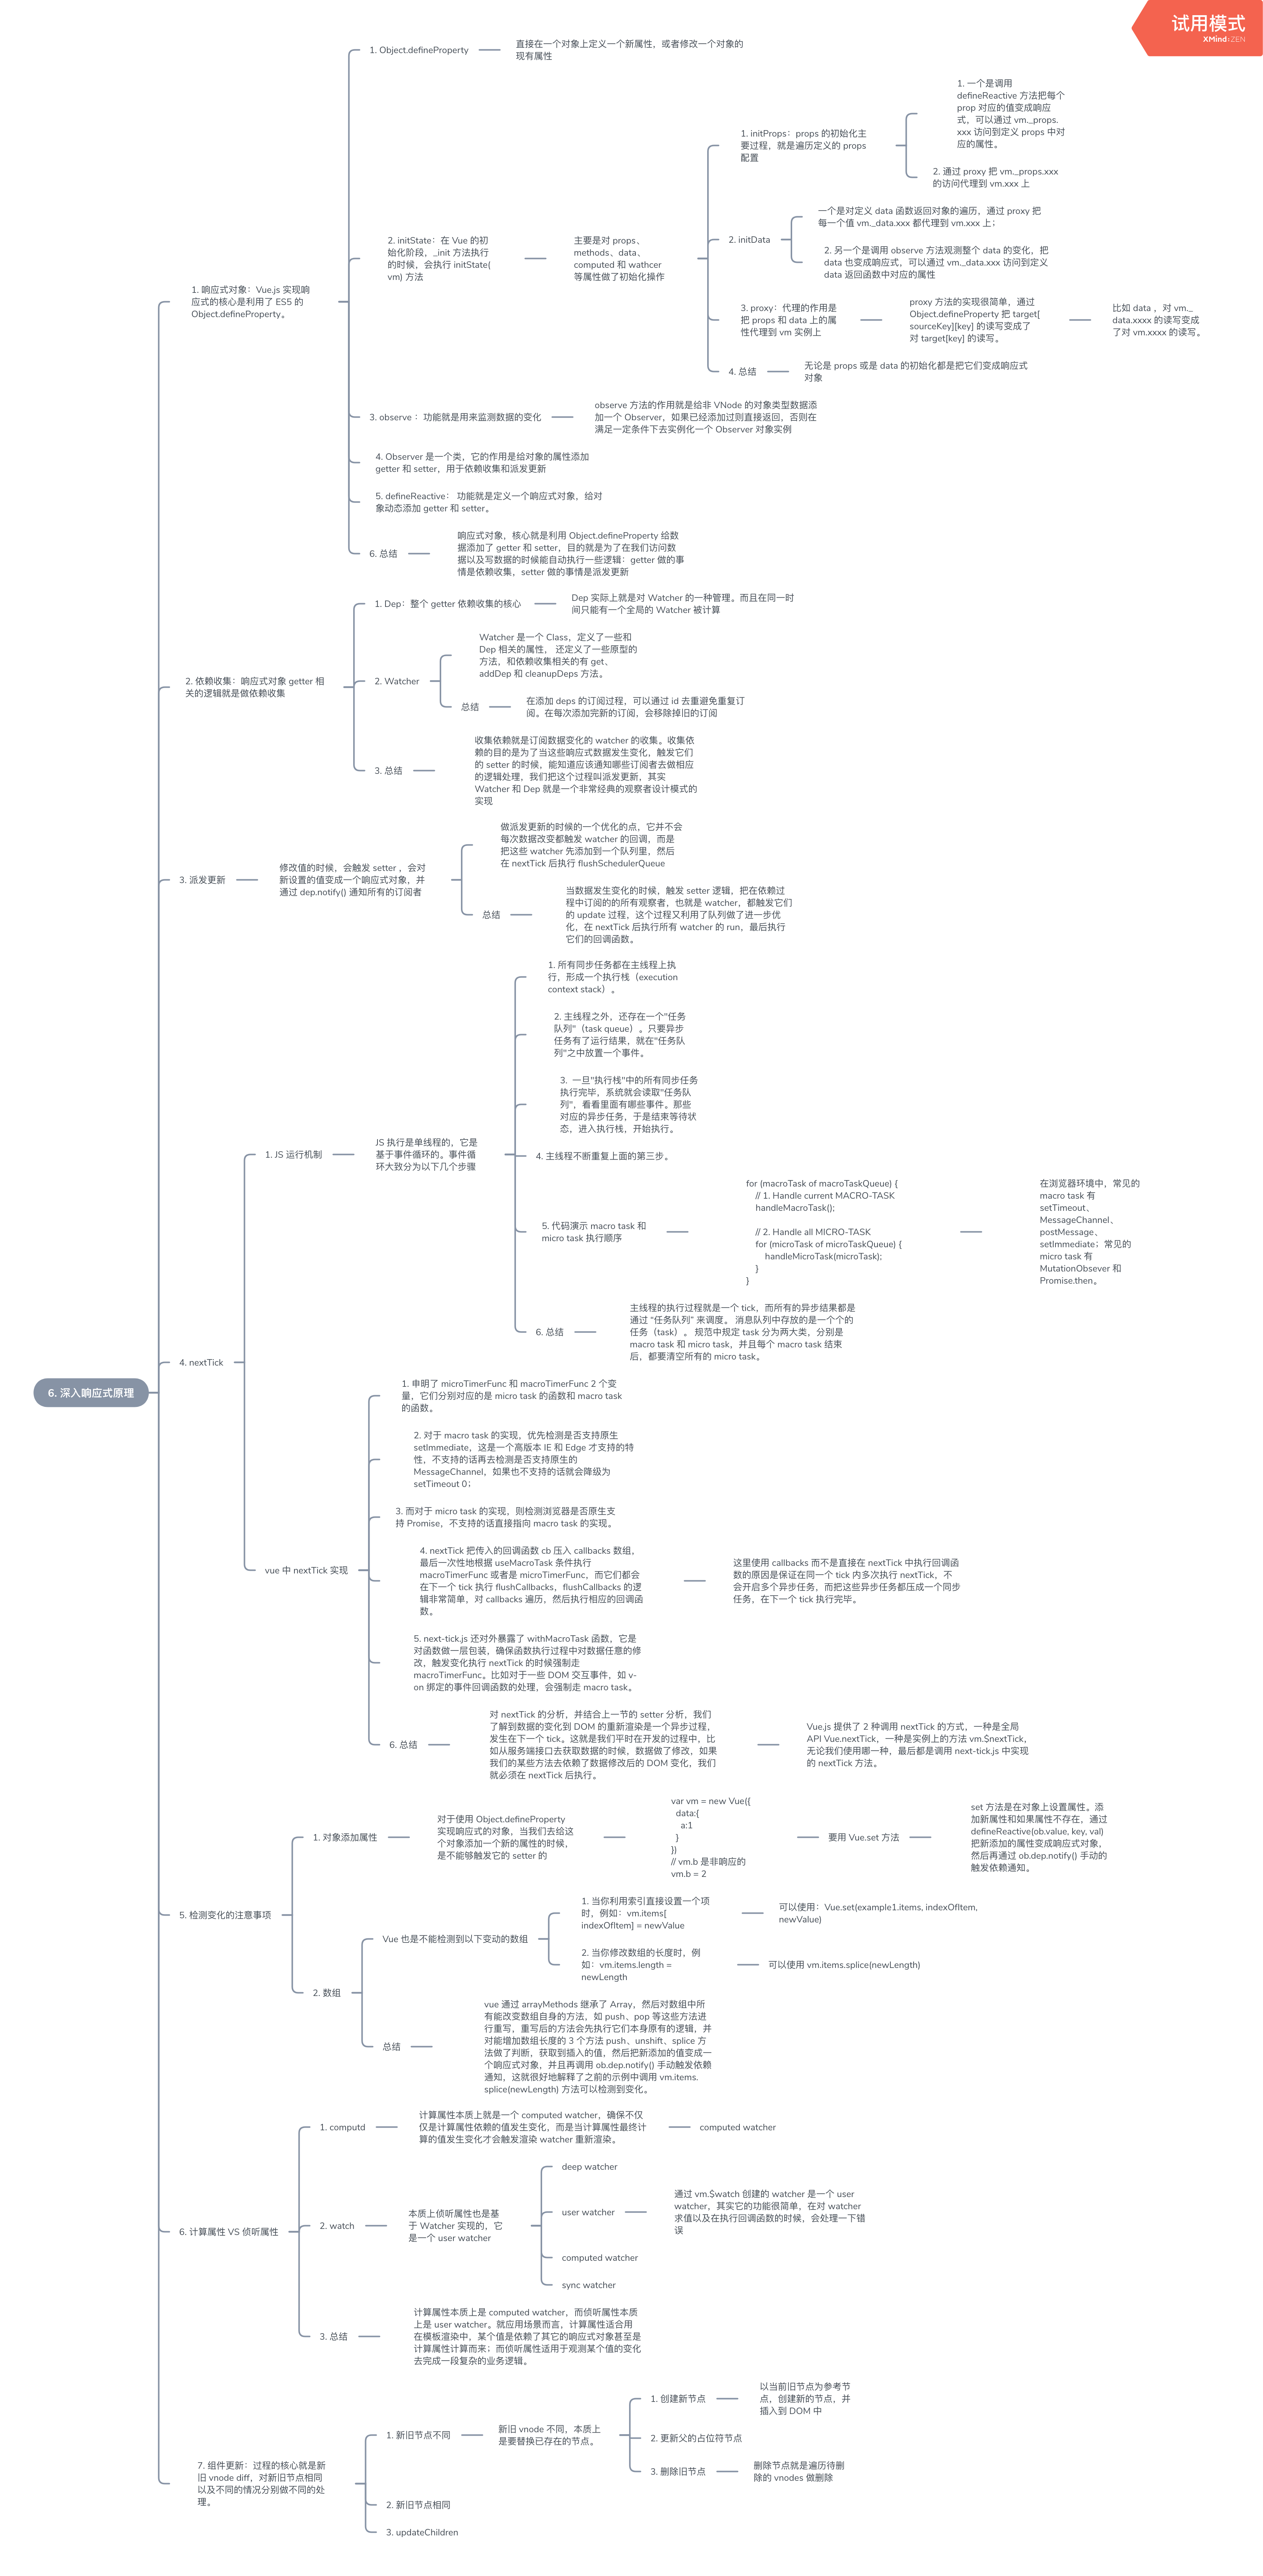 试用模式
XMind:ZEN
6. 深入响应式原理
1. 响应式对象：Vue.js 实现响
应式的核心是利用了 ES5 的
Object.defineProperty。
1. Object.defineProperty
直接在一个对象上定义一个新属性，或者修改一个对象的
现有属性
2. initState：在 Vue 的初
始化阶段，_init 方法执行
的时候，会执行 initState(
vm) 方法
主要是对 props、
methods、data、
computed 和 wathcer
等属性做了初始化操作
1. initProps：props 的初始化主
要过程，就是遍历定义的 props
配置
1. 一个是调用
defineReactive 方法把每个
prop 对应的值变成响应
式，可以通过 vm._props.
xxx 访问到定义 props 中对
应的属性。
2. 通过 proxy 把 vm._props.xxx
的访问代理到 vm.xxx 上
2. initData
一个是对定义 data 函数返回对象的遍历，通过 proxy 把
每一个值 vm._data.xxx 都代理到 vm.xxx 上；
2. 另一个是调用 observe 方法观测整个 data 的变化，把
data 也变成响应式，可以通过 vm._data.xxx 访问到定义
data 返回函数中对应的属性
3. proxy：代理的作用是
把 props 和 data 上的属
性代理到 vm 实例上
proxy 方法的实现很简单，通过
Object.defineProperty 把 target[
sourceKey][key] 的读写变成了
对 target[key] 的读写。
比如 data ，对 vm._
data.xxxx 的读写变成
了对 vm.xxxx 的读写。
4. 总结
无论是 props 或是 data 的初始化都是把它们变成响应式
对象
3. observe ：功能就是用来监测数据的变化
observe 方法的作用就是给非 VNode 的对象类型数据添
加一个 Observer，如果已经添加过则直接返回，否则在
满足一定条件下去实例化一个 Observer 对象实例
4. Observer 是一个类，它的作用是给对象的属性添加
getter 和 setter，用于依赖收集和派发更新
5. defineReactive： 功能就是定义一个响应式对象，给对
象动态添加 getter 和 setter。
6. 总结
响应式对象，核心就是利用 Object.defineProperty 给数
据添加了 getter 和 setter，目的就是为了在我们访问数
据以及写数据的时候能自动执行一些逻辑：getter 做的事
情是依赖收集，setter 做的事情是派发更新
2. 依赖收集：响应式对象 getter 相
关的逻辑就是做依赖收集
1. Dep：整个 getter 依赖收集的核心
Dep 实际上就是对 Watcher 的一种管理。而且在同一时
间只能有一个全局的 Watcher 被计算
2. Watcher
Watcher 是一个 Class，定义了一些和
Dep 相关的属性， 还定义了一些原型的
方法，和依赖收集相关的有 get、
addDep 和 cleanupDeps 方法。
总结
在添加 deps 的订阅过程，可以通过 id 去重避免重复订
阅。在每次添加完新的订阅，会移除掉旧的订阅
3. 总结
收集依赖就是订阅数据变化的 watcher 的收集。收集依
赖的目的是为了当这些响应式数据发生变化，触发它们
的 setter 的时候，能知道应该通知哪些订阅者去做相应
的逻辑处理，我们把这个过程叫派发更新，其实
Watcher 和 Dep 就是一个非常经典的观察者设计模式的
实现
3. 派发更新
修改值的时候，会触发 setter ，会对
新设置的值变成一个响应式对象，并
通过 dep.notify() 通知所有的订阅者
做派发更新的时候的一个优化的点，它并不会
每次数据改变都触发 watcher 的回调，而是
把这些 watcher 先添加到一个队列里，然后
在 nextTick 后执行 flushSchedulerQueue
总结
当数据发生变化的时候，触发 setter 逻辑，把在依赖过
程中订阅的的所有观察者，也就是 watcher，都触发它们
的 update 过程，这个过程又利用了队列做了进一步优
化，在 nextTick 后执行所有 watcher 的 run，最后执行
它们的回调函数。
4. nextTick
1. JS 运行机制
JS 执行是单线程的，它是
基于事件循环的。事件循
环大致分为以下几个步骤
1. 所有同步任务都在主线程上执
行，形成一个执行栈（execution
context stack）。
2. 主线程之外，还存在一个"任务
队列"（task queue）。只要异步
任务有了运行结果，就在"任务队
列"之中放置一个事件。
3. 一旦"执行栈"中的所有同步任务
执行完毕，系统就会读取"任务队
列"，看看里面有哪些事件。那些
对应的异步任务，于是结束等待状
态，进入执行栈，开始执行。
4. 主线程不断重复上面的第三步。
5. 代码演示 macro task 和
micro task 执行顺序
for (macroTask of macroTaskQueue) {
// 1. Handle current MACRO-TASK
handleMacroTask();
// 2. Handle all MICRO-TASK
for (microTask of microTaskQueue) {
handleMicroTask(microTask);
}
}
在浏览器环境中，常见的
macro task 有
setTimeout、
MessageChannel、
postMessage、
setImmediate；常见的
micro task 有
MutationObsever 和
Promise.then。
6. 总结
主线程的执行过程就是一个 tick，而所有的异步结果都是
通过 “任务队列” 来调度。 消息队列中存放的是一个个的
任务（task）。 规范中规定 task 分为两大类，分别是
macro task 和 micro task，并且每个 macro task 结束
后，都要清空所有的 micro task。
vue 中 nextTick 实现
1. 申明了 microTimerFunc 和 macroTimerFunc 2 个变
量，它们分别对应的是 micro task 的函数和 macro task
的函数。
2. 对于 macro task 的实现，优先检测是否支持原生
setImmediate，这是一个高版本 IE 和 Edge 才支持的特
性，不支持的话再去检测是否支持原生的
MessageChannel，如果也不支持的话就会降级为
setTimeout 0；
3. 而对于 micro task 的实现，则检测浏览器是否原生支
持 Promise，不支持的话直接指向 macro task 的实现。
4. nextTick 把传入的回调函数 cb 压入 callbacks 数组，
最后一次性地根据 useMacroTask 条件执行
macroTimerFunc 或者是 microTimerFunc，而它们都会
在下一个 tick 执行 flushCallbacks，flushCallbacks 的逻
辑非常简单，对 callbacks 遍历，然后执行相应的回调函
数。
这里使用 callbacks 而不是直接在 nextTick 中执行回调函
数的原因是保证在同一个 tick 内多次执行 nextTick，不
会开启多个异步任务，而把这些异步任务都压成一个同步
任务，在下一个 tick 执行完毕。
5. next-tick.js 还对外暴露了 withMacroTask 函数，它是
对函数做一层包装，确保函数执行过程中对数据任意的修
改，触发变化执行 nextTick 的时候强制走
macroTimerFunc。比如对于一些 DOM 交互事件，如 v-
on 绑定的事件回调函数的处理，会强制走 macro task。
6. 总结
对 nextTick 的分析，并结合上一节的 setter 分析，我们
了解到数据的变化到 DOM 的重新渲染是一个异步过程，
发生在下一个 tick。这就是我们平时在开发的过程中，比
如从服务端接口去获取数据的时候，数据做了修改，如果
我们的某些方法去依赖了数据修改后的 DOM 变化，我们
就必须在 nextTick 后执行。
Vue.js 提供了 2 种调用 nextTick 的方式，一种是全局
API Vue.nextTick，一种是实例上的方法 vm.$nextTick，
无论我们使用哪一种，最后都是调用 next-tick.js 中实现
的 nextTick 方法。
5. 检测变化的注意事项
1. 对象添加属性
对于使用 Object.defineProperty
实现响应式的对象，当我们去给这
个对象添加一个新的属性的时候，
是不能够触发它的 setter 的
var vm = new Vue({
data:{
a:1
}
})
// vm.b 是非响应的
vm.b = 2
要用 Vue.set 方法
set 方法是在对象上设置属性。添
加新属性和如果属性不存在，通过
defineReactive(ob.value, key, val)
把新添加的属性变成响应式对象，
然后再通过 ob.dep.notify() 手动的
触发依赖通知。
2. 数组
Vue 也是不能检测到以下变动的数组
1. 当你利用索引直接设置一个项
时，例如：vm.items[
indexOfItem] = newValue
可以使用：Vue.set(example1.items, indexOfItem,
newValue)
2. 当你修改数组的长度时，例
如：vm.items.length =
newLength
可以使用 vm.items.splice(newLength)
总结
vue 通过 arrayMethods 继承了 Array，然后对数组中所
有能改变数组自身的方法，如 push、pop 等这些方法进
行重写，重写后的方法会先执行它们本身原有的逻辑，并
对能增加数组长度的 3 个方法 push、unshift、splice 方
法做了判断，获取到插入的值，然后把新添加的值变成一
个响应式对象，并且再调用 ob.dep.notify() 手动触发依赖
通知，这就很好地解释了之前的示例中调用 vm.items.
splice(newLength) 方法可以检测到变化。
6. 计算属性 VS 侦听属性
1. computd
计算属性本质上就是一个 computed watcher，确保不仅
仅是计算属性依赖的值发生变化，而是当计算属性最终计
算的值发生变化才会触发渲染 watcher 重新渲染。
computed watcher
2. watch
本质上侦听属性也是基
于 Watcher 实现的，它
是一个 user watcher
deep watcher
user watcher
通过 vm.$watch 创建的 watcher 是一个 user
watcher，其实它的功能很简单，在对 watcher
求值以及在执行回调函数的时候，会处理一下错
误
computed watcher
sync watcher
3. 总结
计算属性本质上是 computed watcher，而侦听属性本质
上是 user watcher。就应用场景而言，计算属性适合用
在模板渲染中，某个值是依赖了其它的响应式对象甚至是
计算属性计算而来；而侦听属性适用于观测某个值的变化
去完成一段复杂的业务逻辑。
7. 组件更新：过程的核心就是新
旧 vnode diff，对新旧节点相同
以及不同的情况分别做不同的处
理。
1. 新旧节点不同
新旧 vnode 不同，本质上
是要替换已存在的节点。
1. 创建新节点
以当前旧节点为参考节
点，创建新的节点，并
插入到 DOM 中
2. 更新父的占位符节点
3. 删除旧节点
删除节点就是遍历待删
除的 vnodes 做删除
2. 新旧节点相同
3. updateChildren